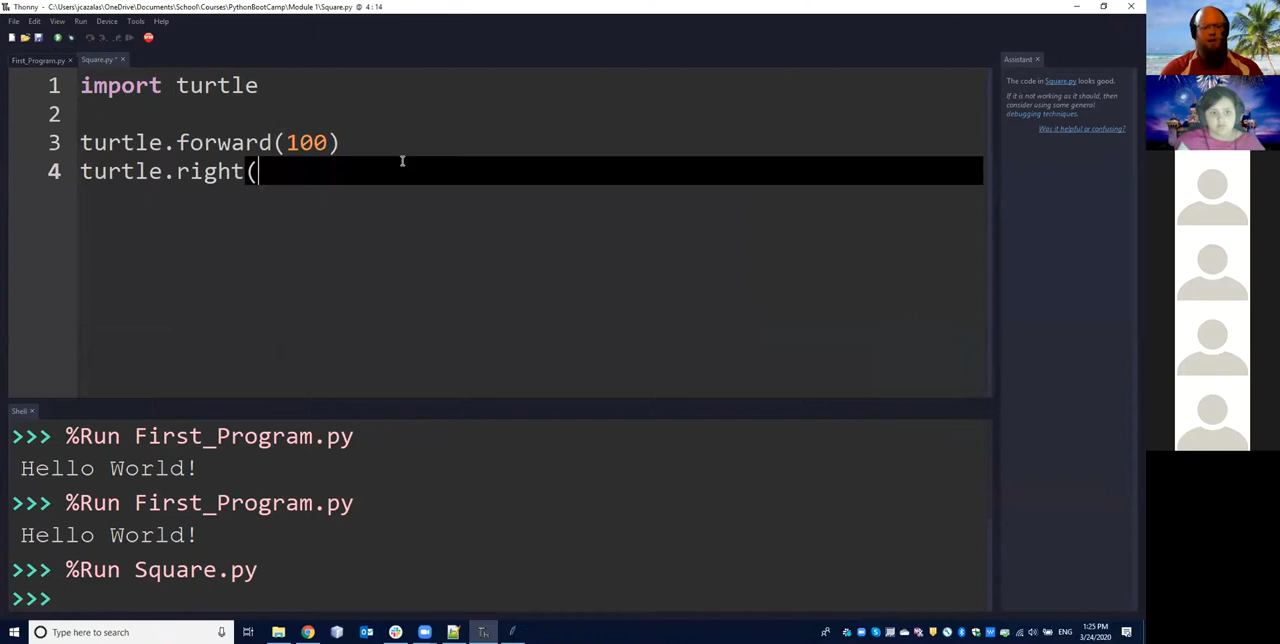 Thonny - C:\Users\jcazalas\OneDrive\Documents\School\Courses\PythonBootCamp\Module 1\Square.py @ 4 : 14
File Edit View Run Device Tools Help
First_Program.py × Square.py * ×
1 import turtle
2
3 turtle.forward(100)
4 turtle.right(
Assistant ×
The code in Square.py looks good.
If it is not working as it should, then
consider using some general
debugging techniques.
Was it helpful or confusing?
Shell ×
>>> %Run First_Program.py
Hello World!
>>> %Run First_Program.py
Hello World!
>>> %Run Square.py
>>>
Type here to search
ENG
1:25 PM
3/24/2020